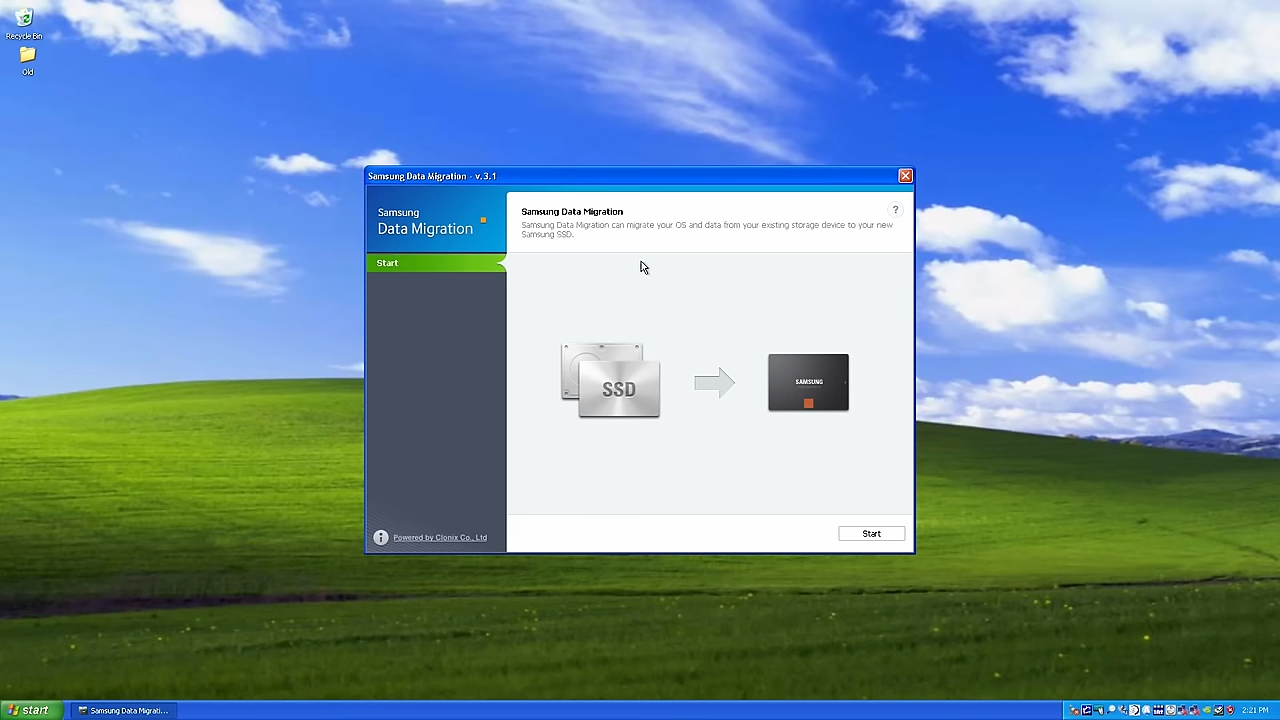 Recycle Bin
Old
Samsung Data Migration - v.3.1
Samsung
Data Migration
Start
Samsung Data Migration
Samsung Data Migration can migrate your OS and data from your existing storage device to your new
Samsung SSD.
?
SSD
SAMSUNG
Powered by Clonix Co., Ltd
Start
start
Samsung Data Migrati...
2:21 PM